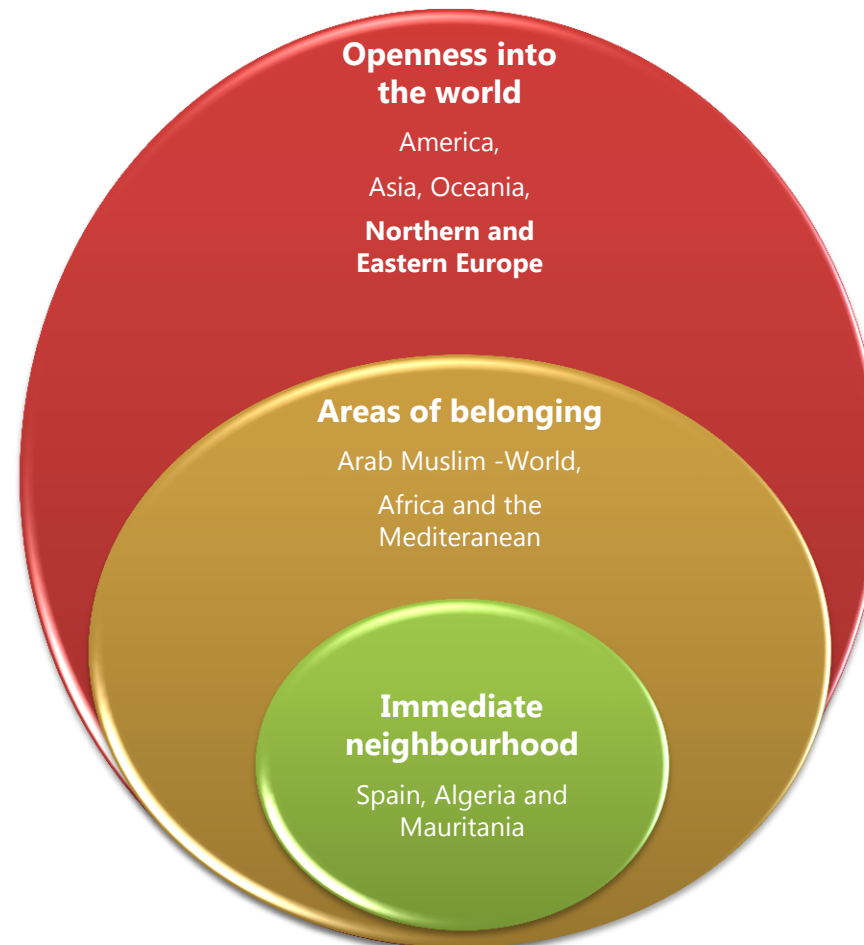 Openness into
the world
America,
Asia, Oceania,
Northern and
Eastern Europe
Areas of belonging
Arab Muslim -World,
Africa and the
Mediteranean
Immediate
neighbourhood
Spain, Algeria and
Mauritania